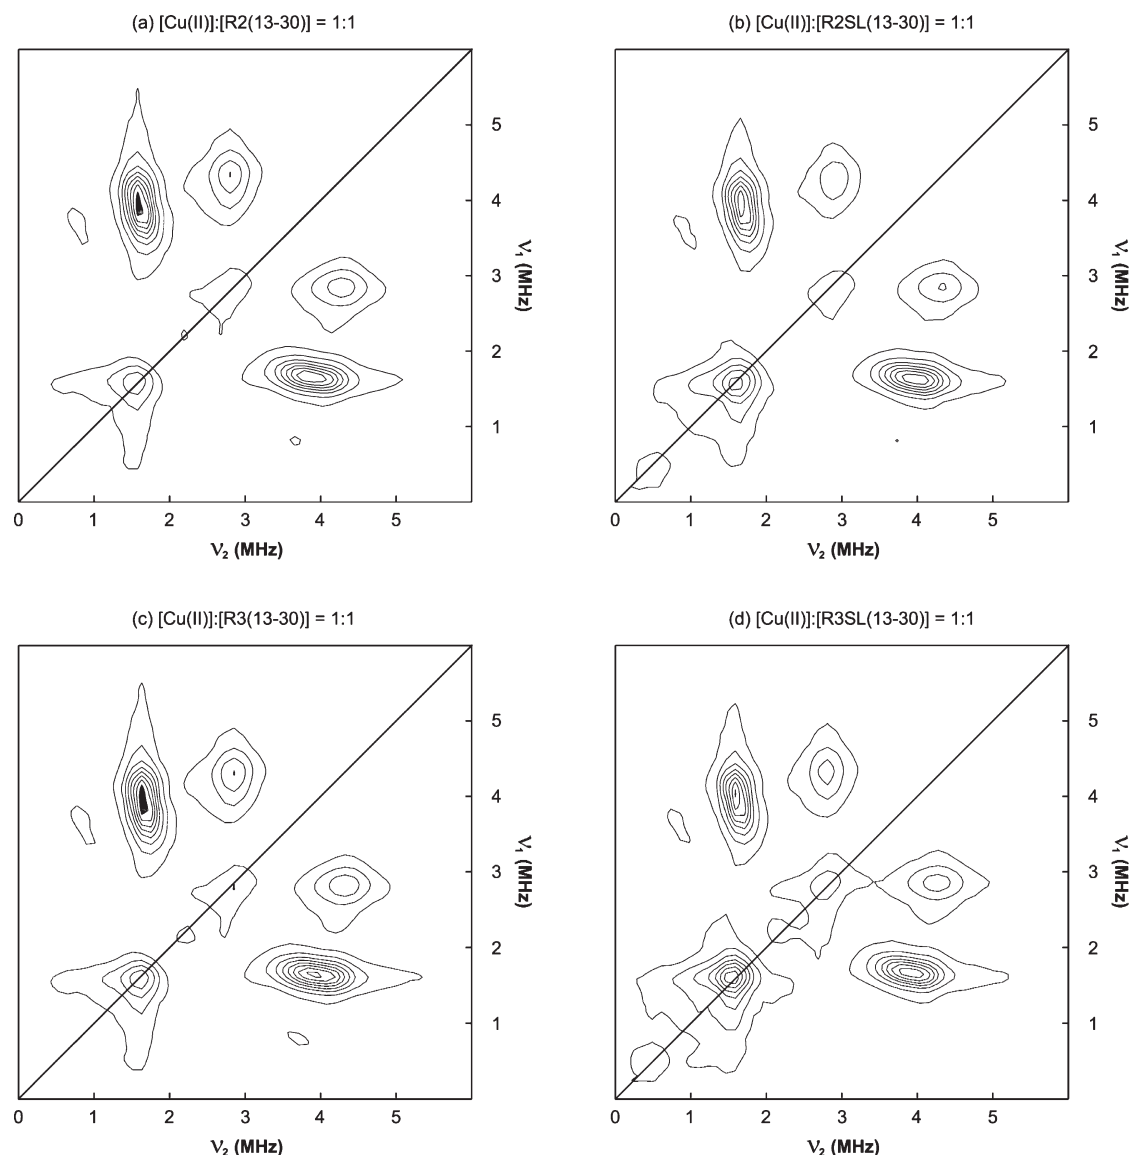 (a) [Cu(II)]:[R2(13-30)] = 1:1
(b) [Cu(II)]:[R2SL(13-30)] = 1:1
5
4
3
2
1
ν₁ (MHz)
0 1 2 3 4 5
ν₂ (MHz)
5
4
3
2
1
ν₁ (MHz)
0 1 2 3 4 5
ν₂ (MHz)
(c) [Cu(II)]:[R3(13-30)] = 1:1
(d) [Cu(II)]:[R3SL(13-30)] = 1:1
5
4
3
2
1
ν₁ (MHz)
0 1 2 3 4 5
ν₂ (MHz)
5
4
3
2
1
ν₁ (MHz)
0 1 2 3 4 5
ν₂ (MHz)